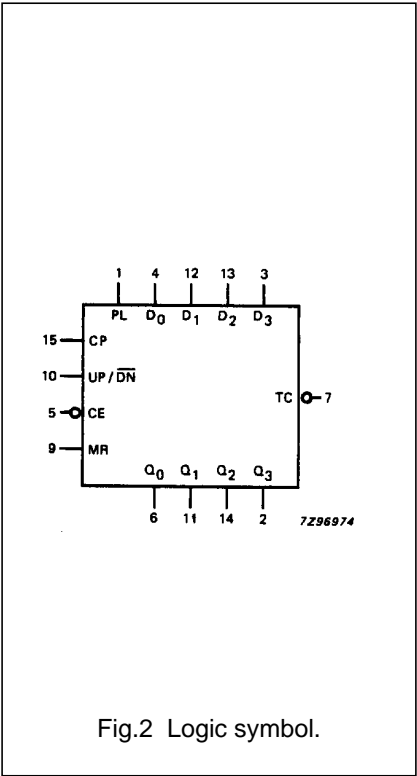 1 4 12 13 3
PL D0 D1 D2 D3
15 CP
10 UP/D̅N̅
TC 7
5 CE
9 MR
Q0 Q1 Q2 Q3
6 11 14 2 7Z96974
Fig.2 Logic symbol.